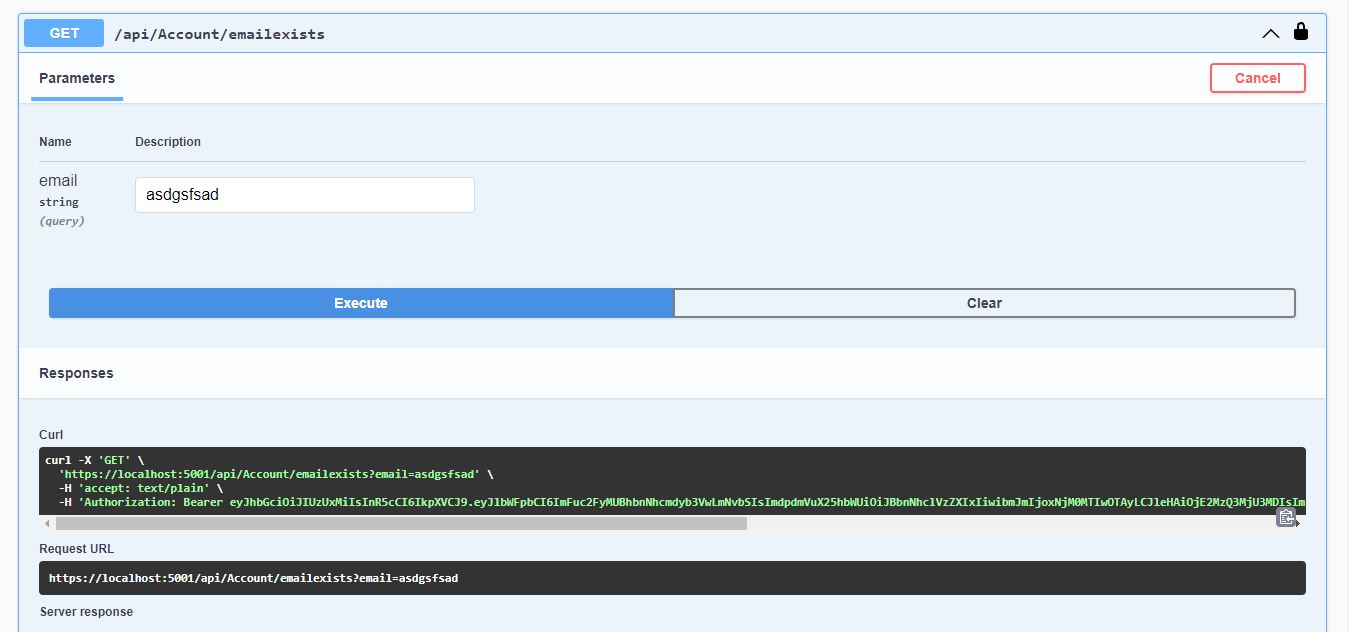 GET /api/Account/emailexists
Parameters
Cancel
Name Description
email
string
(query)
asdgsfsad
Execute Clear
Responses
Curl
curl -X 'GET' \
'https://localhost:5001/api/Account/emailexists?email=asdgsfsad' \
-H 'accept: text/plain' \
-H 'Authorization: Bearer
Request URL
https://localhost:5001/api/Account/emailexists?email=asdgsfsad
Server response